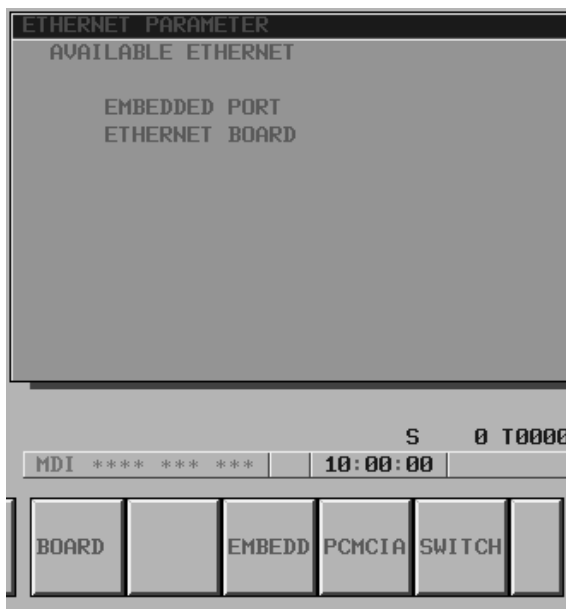 ETHERNET PARAMETER
AVAILABLE ETHERNET
EMBEDDED PORT
ETHERNET BOARD
S 0 T0000
MDI **** *** *** 10:00:00
BOARD EMBEDD PCMCIA SWITCH